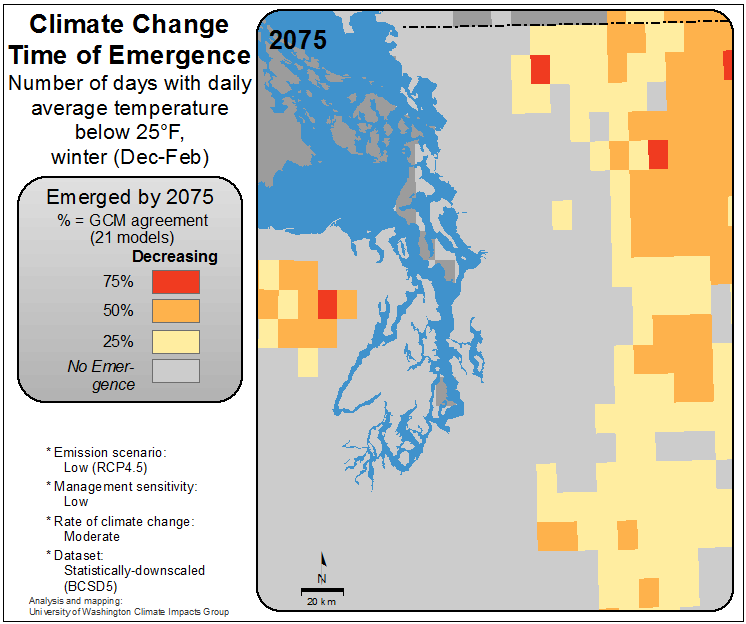 Climate Change
Time of Emergence
Number of days with daily
average temperature
below 25°F,
winter (Dec-Feb)
Emerged by 2075
% = GCM agreement
(21 models)
Decreasing
75%
50%
25%
No Emer-
gence
* Emission scenario:
Low (RCP4.5)
* Management sensitivity:
Low
* Rate of climate change:
Moderate
* Dataset:
Statistically-downscaled
(BCSD5)
Analysis and mapping:
University of Washington Climate Impacts Group
2075
N
20 km